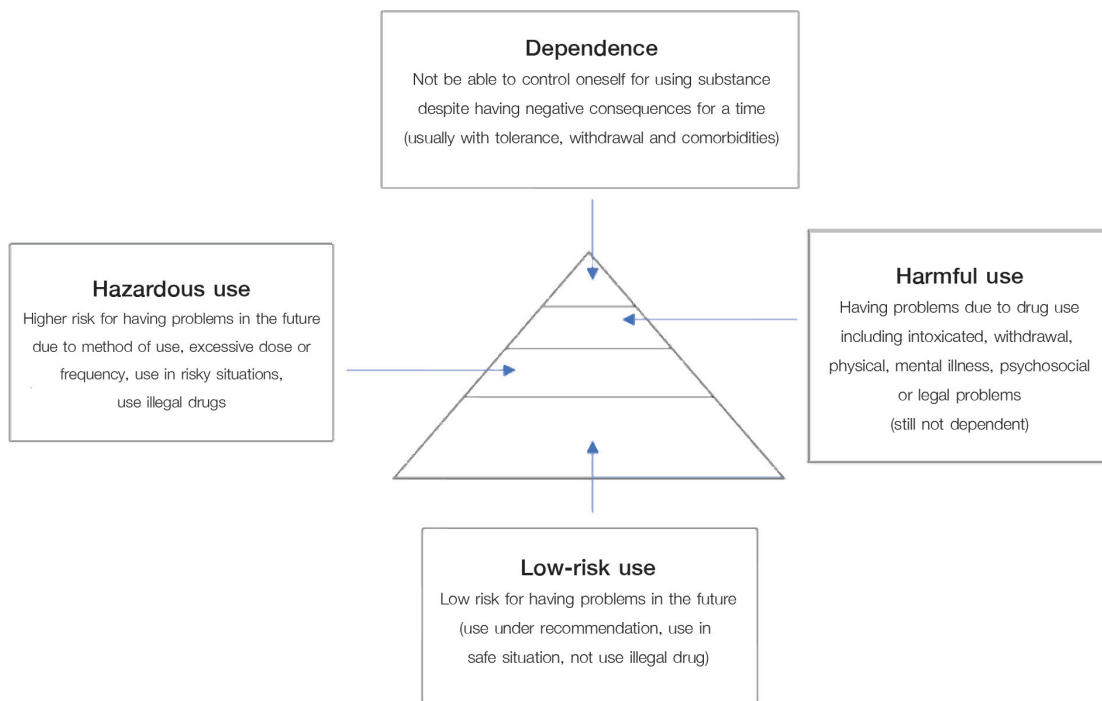 Dependence
Not be able to control oneself for using substance
despite having negative consequences for a time
(usually with tolerance, withdrawal and comorbidities)
Hazardous use
Higher risk for having problems in the future
due to method of use, excessive dose or
frequency, use in risky situations,
use illegal drugs
Harmful use
Having problems due to drug use
including intoxicated, withdrawal,
physical, mental illness, psychosocial
or legal problems
(still not dependent)
Low-risk use
Low risk for having problems in the future
(use under recommendation, use in
safe situation, not use illegal drug)